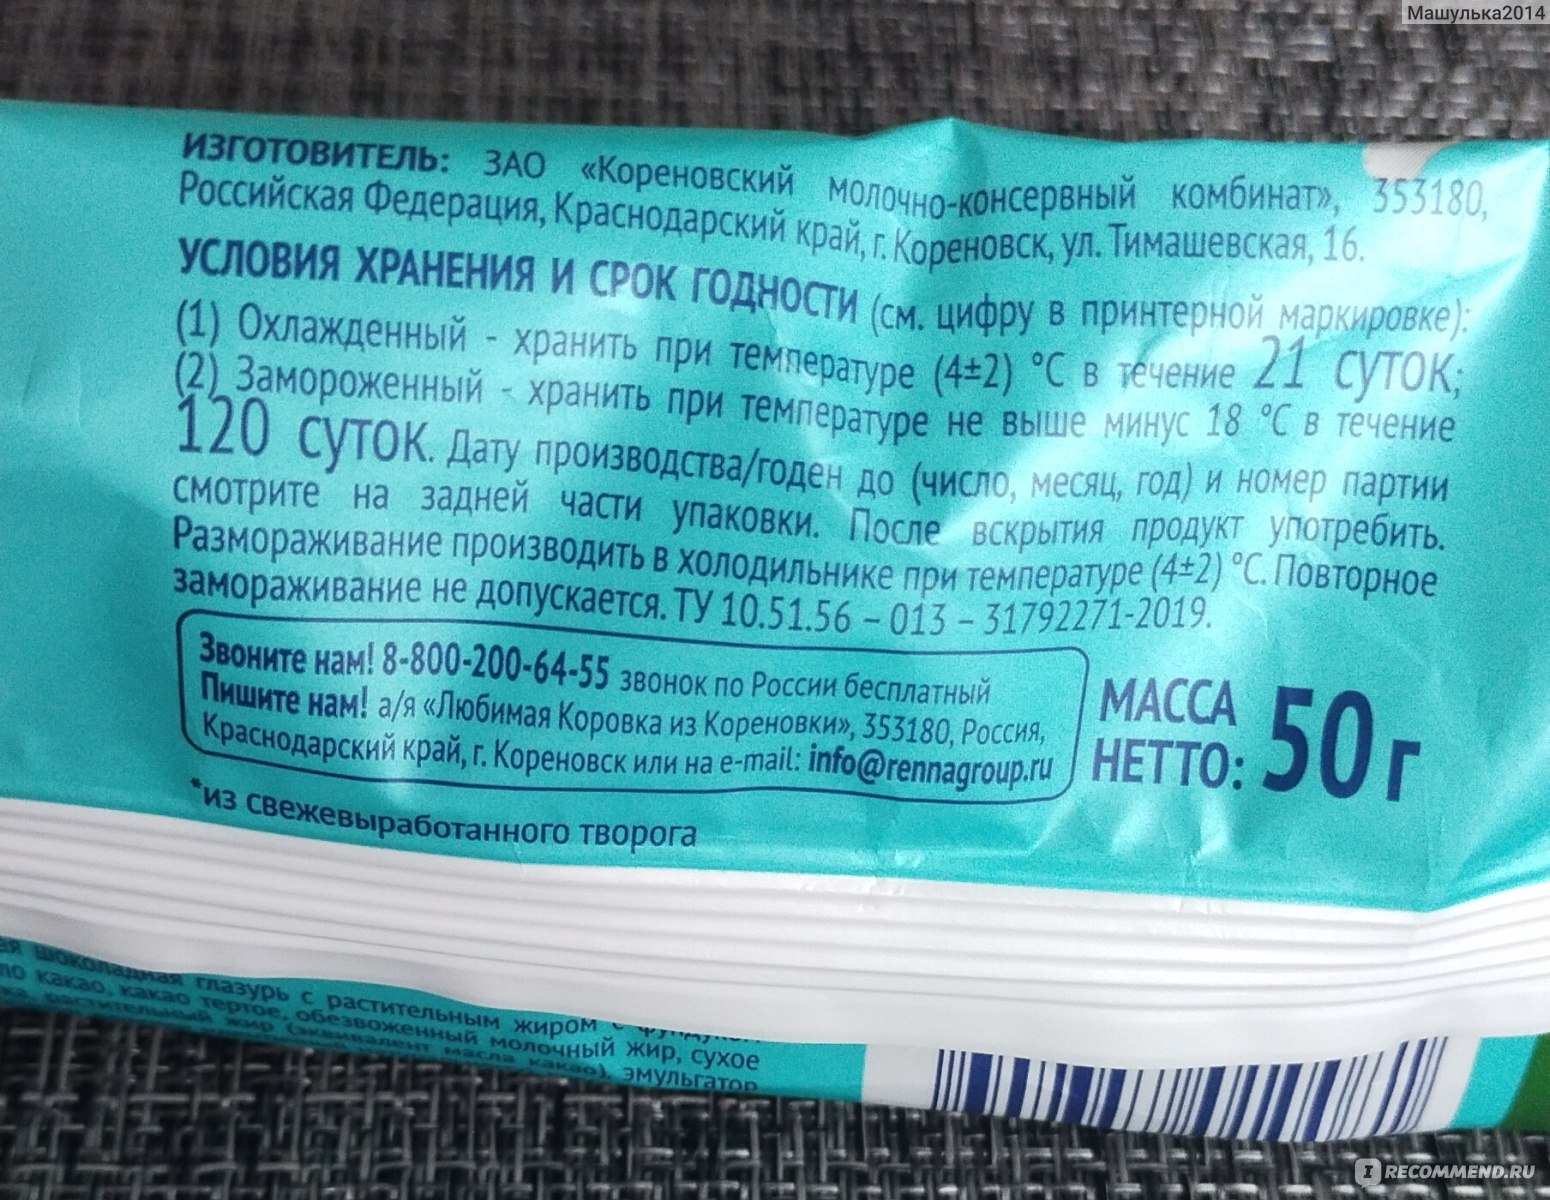 Машулька2014
ИЗГОТОВИТЕЛЬ: ЗАО «Кореновский молочно-консервный комбинат», 353180,
Российская Федерация, Краснодарский край, г. Кореновск, ул. Тимашевская, 16.
УСЛОВИЯ ХРАНЕНИЯ И СРОК ГОДНОСТИ (см. цифру в принтерной маркировке):
(1) Охлажденный - хранить при температуре (4±2) °С в течение 21 суток;
(2) Замороженный - хранить при температуре не выше минус 18 °С в течение
120 суток. Дату производства/годен до (число, месяц, год) и номер партии
смотрите на задней части упаковки. После вскрытия продукт употребить.
Размораживание производить в холодильнике при температуре (4±2) °С. Повторное
замораживание не допускается. ТУ 10.51.56 – 013 – 31792271-2019.
Звоните нам! 8-800-200-64-55 звонок по России бесплатный
Пишите нам! а/я «Любимая Коровка из Кореновки», 353180, Россия,
Краснодарский край, г. Кореновск или на e-mail: info@rennagroup.ru
МАССА
НЕТТО: 50 г
*из свежевыработанного творога
шоколадная глазурь с растительным жиром с
какао, какао тертое, обезвоженный молочный жир, сухое
растительный жир (эквивалент масла какао), эмульгатор
IRECOMMEND.RU